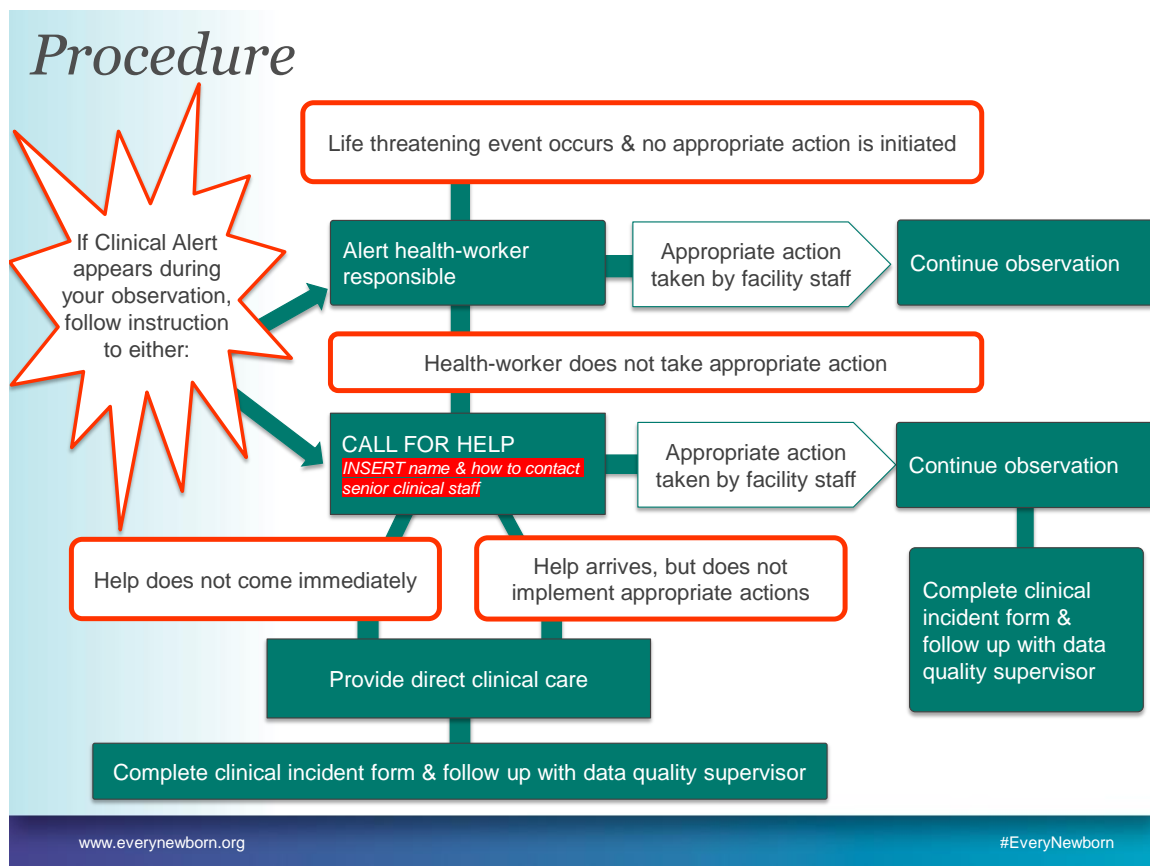 Procedure
Life threatening event occurs & no appropriate action is initiated
If Clinical Alert
appears during
your observation,
follow instruction
to either:
Alert health-worker
responsible
Appropriate action
taken by facility staff
Continue observation
Health-worker does not take appropriate action
CALL FOR HELP
INSERT name & how to contact
senior clinical staff
Appropriate action
taken by facility staff
Continue observation
Help does not come immediately
Help arrives, but does not
implement appropriate actions
Complete clinical
incident form &
follow up with data
quality supervisor
Provide direct clinical care
Complete clinical incident form & follow up with data quality supervisor
www.everynewborn.org
#EveryNewborn